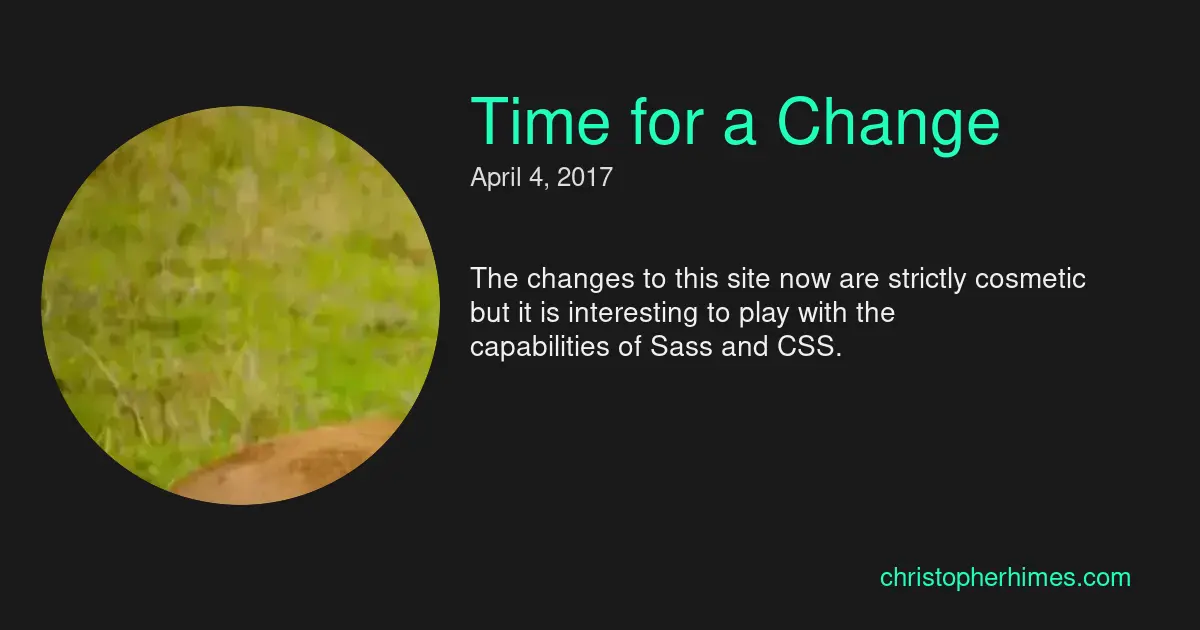 Time for a Change
April 4, 2017
The changes to this site now are strictly cosmetic
but it is interesting to play with the
capabilities of Sass and CSS.
christopherhimes.com